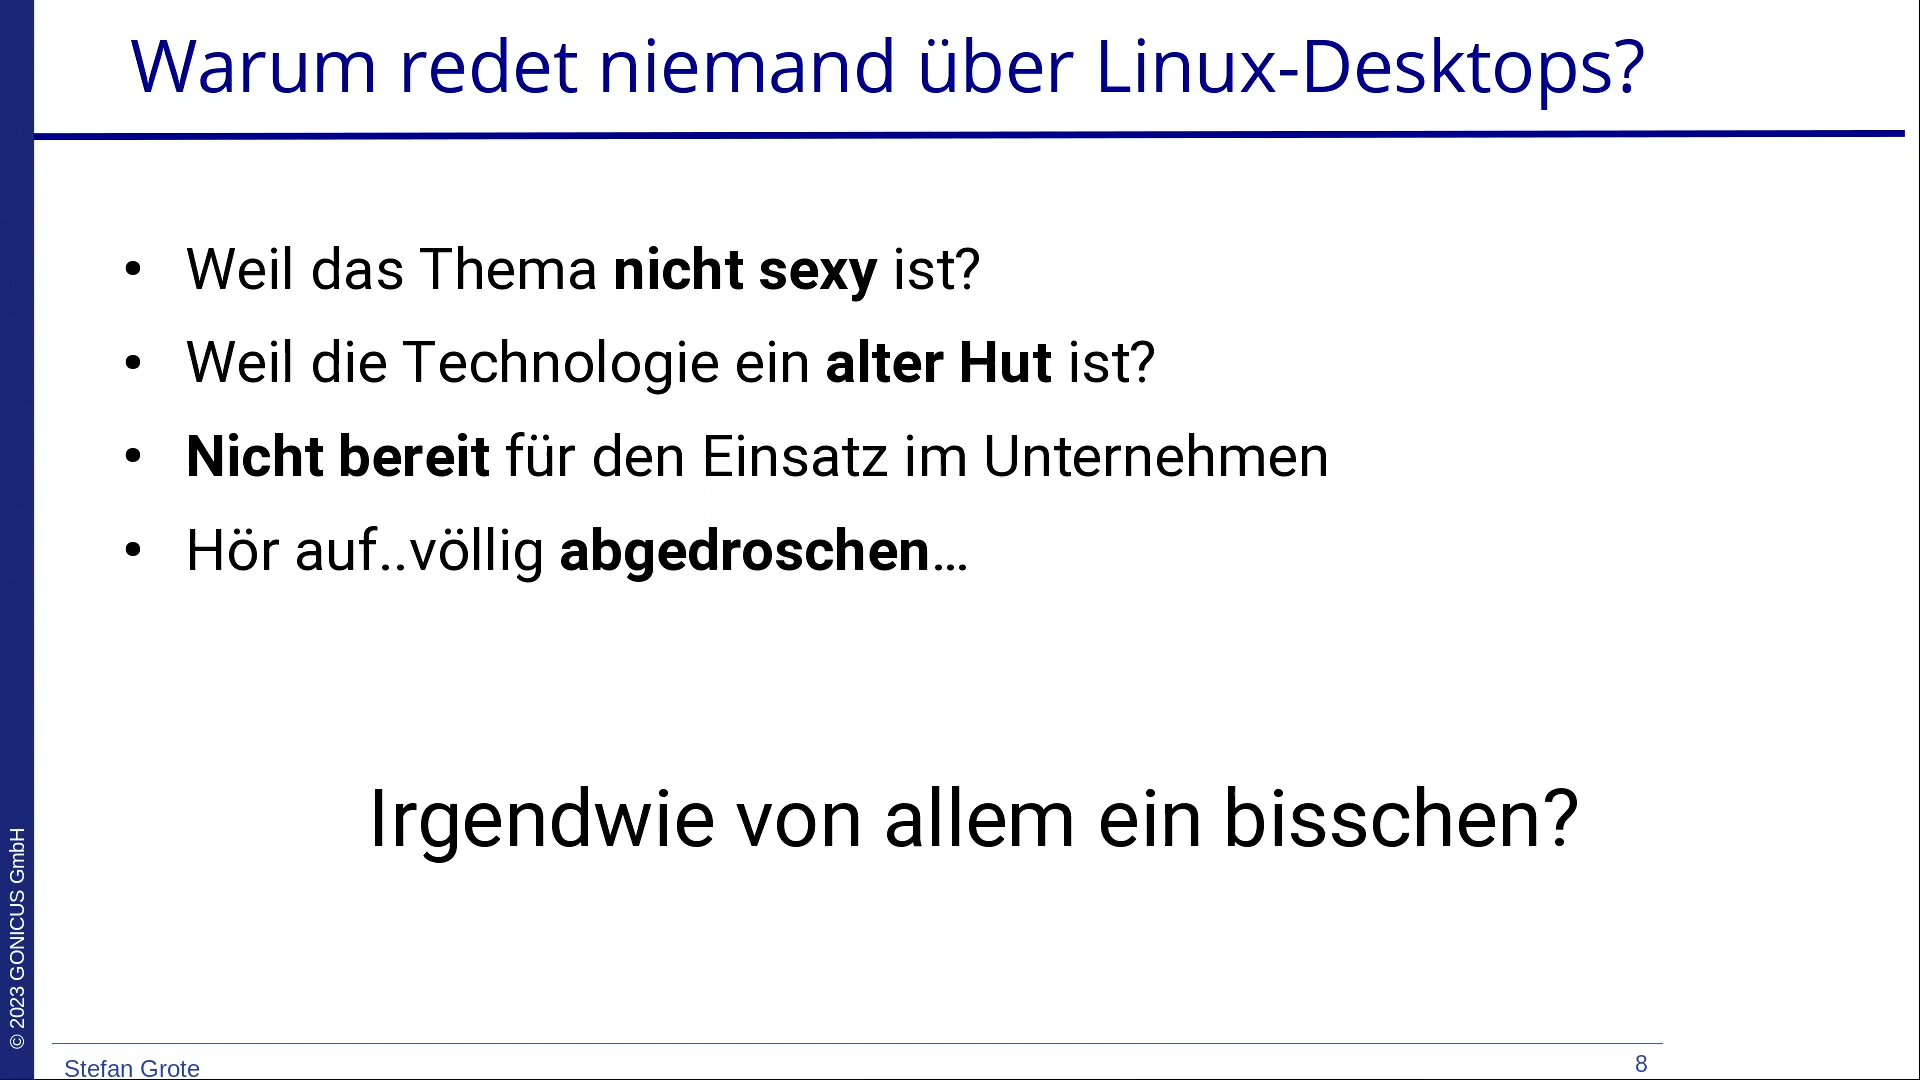 Warum redet niemand über Linux-Desktops?
• Weil das Thema nicht sexy ist?
• Weil die Technologie ein alter Hut ist?
• Nicht bereit für den Einsatz im Unternehmen
• Hör auf..völlig abgedroschen…
Irgendwie von allem ein bisschen?
© 2023 GONICUS GmbH
Stefan Grote
8